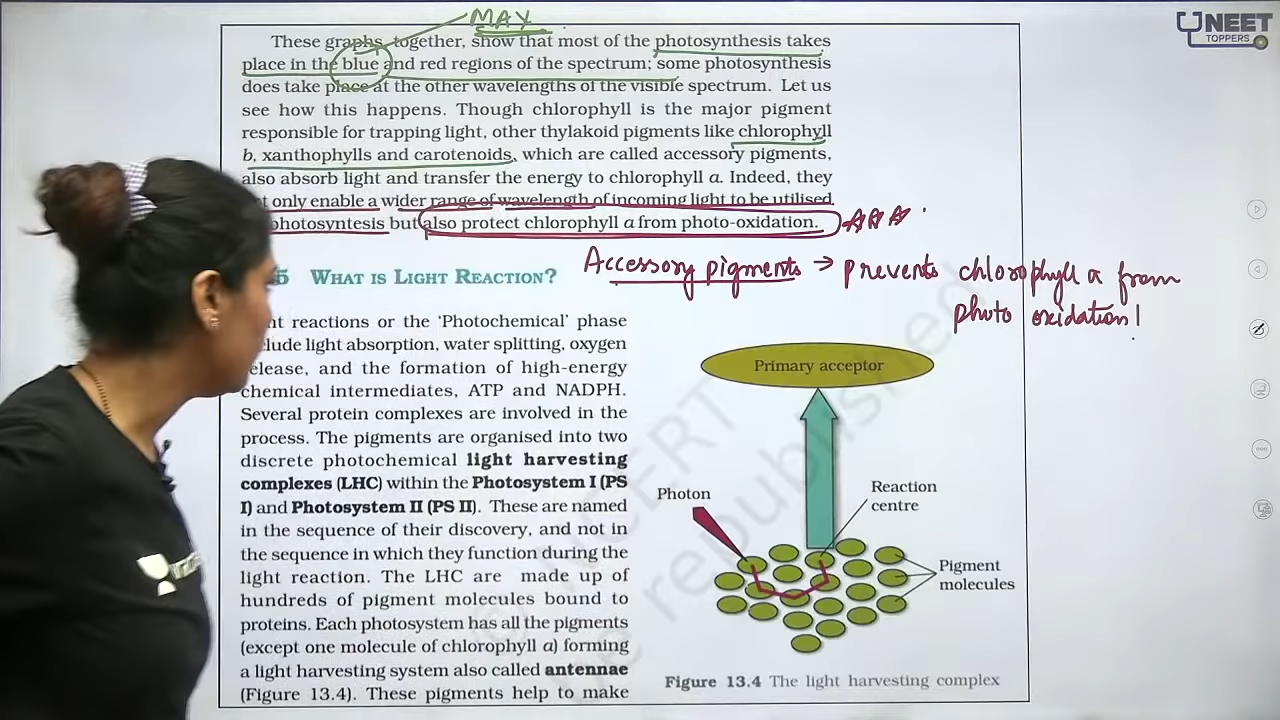 MAX
NEET
TOPPERS
These graphs, together, show that most of the photosynthesis takes
place in the blue and red regions of the spectrum; some photosynthesis
does take place at the other wavelengths of the visible spectrum. Let us
see how this happens. Though chlorophyll is the major pigment
responsible for trapping light, other thylakoid pigments like chlorophyll
b, xanthophylls and carotenoids, which are called accessory pigments,
also absorb light and transfer the energy to chlorophyll a. Indeed, they
only enable a wider range of wavelength of incoming light to be utilised
photosyntesis but also protect chlorophyll a from photo-oxidation.
Accessory pigments → prevents chlorophyll a from
photo oxidation!
5 WHAT IS LIGHT REACTION?
reactions or the 'Photochemical' phase
lude light absorption, water splitting, oxygen
elease, and the formation of high-energy
chemical intermediates, ATP and NADPH.
Several protein complexes are involved in the
process. The pigments are organised into two
discrete photochemical light harvesting
complexes (LHC) within the Photosystem I (PS
I) and Photosystem II (PS II). These are named
in the sequence of their discovery, and not in
the sequence in which they function during the
light reaction. The LHC are made up of
hundreds of pigment molecules bound to
proteins. Each photosystem has all the pigments
(except one molecule of chlorophyll a) forming
a light harvesting system also called antennae
(Figure 13.4). These pigments help to make
Primary acceptor
Photon
Reaction
centre
Pigment
molecules
Figure 13.4 The light harvesting complex
© NCERT
be republished